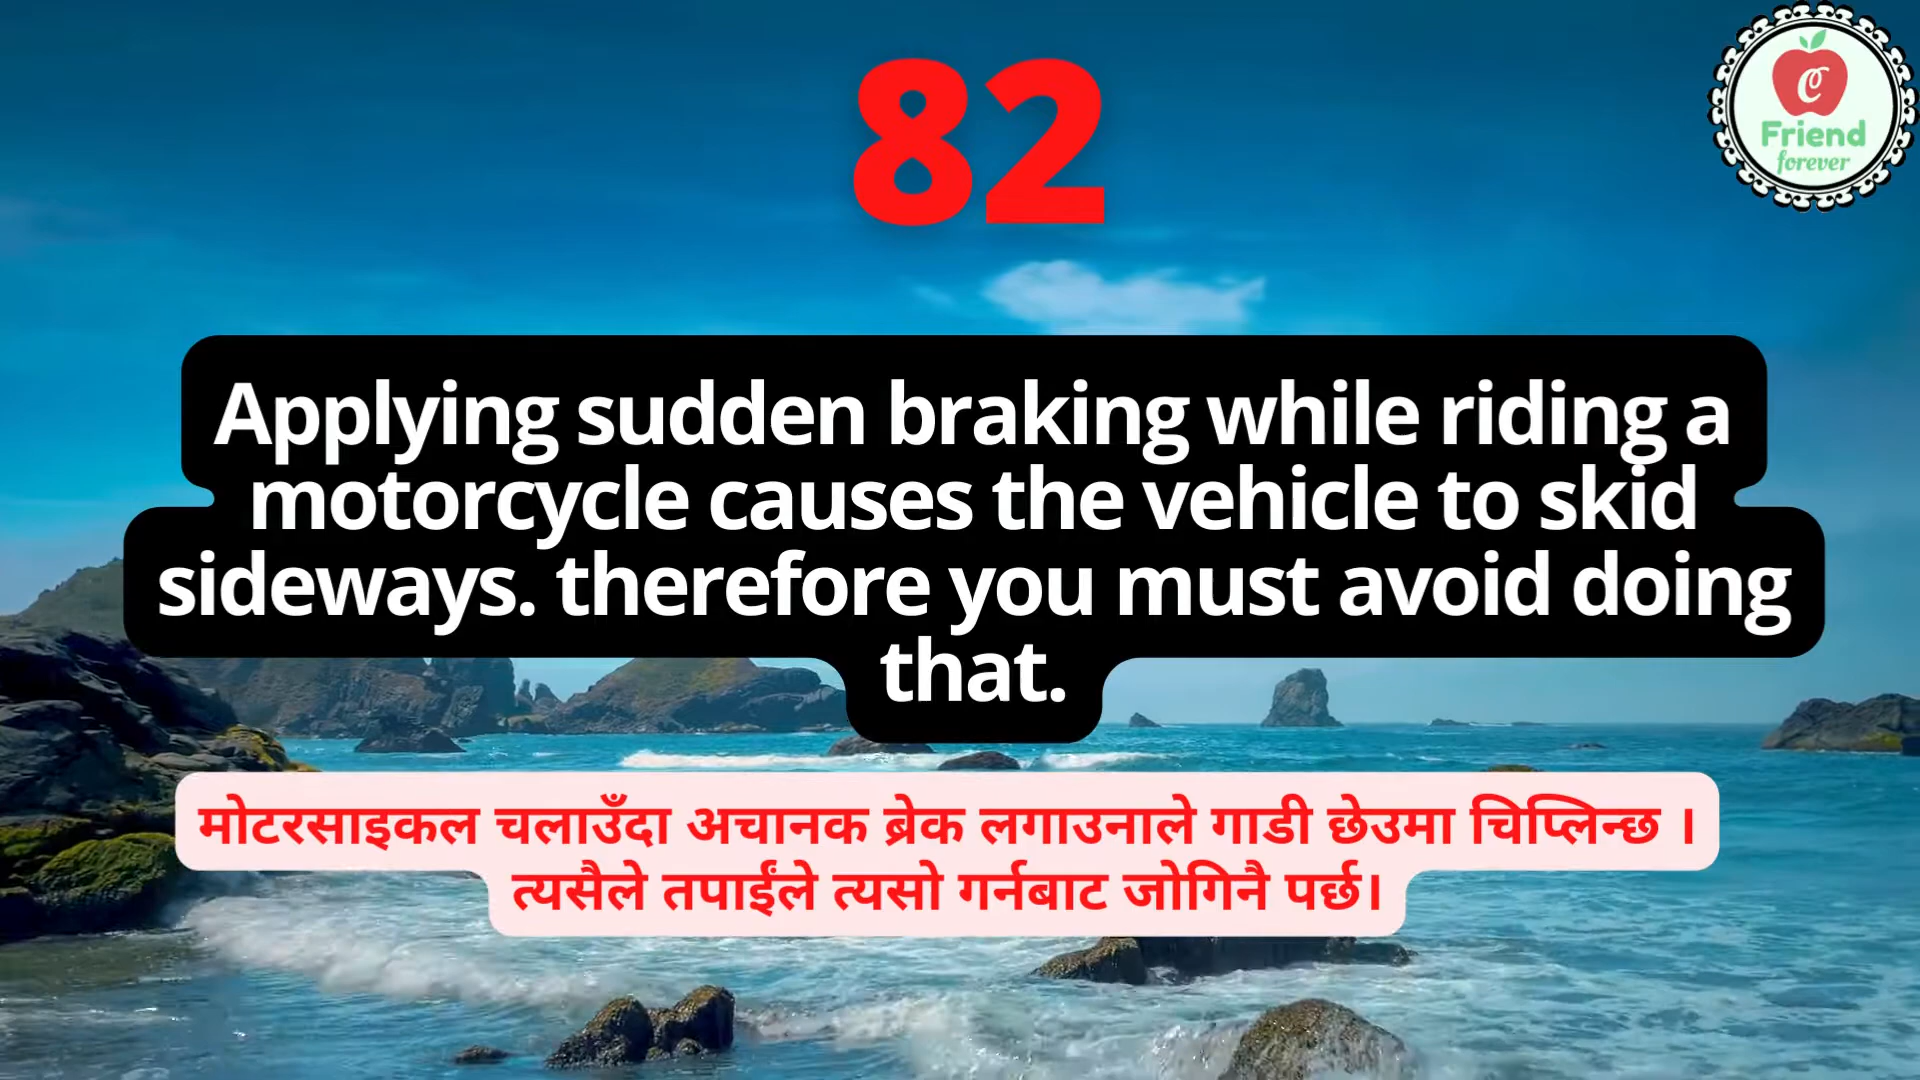 82
C
Friend
forever
Applying sudden braking while riding a
motorcycle causes the vehicle to skid
sideways. therefore you must avoid doing
that.
मोटरसाइकल चलाउँदा अचानक ब्रेक लगाउनाले गाडी छेउमा चिप्लिन्छ ।
त्यसैले तपाईंले त्यसो गर्नबाट जोगिनै पर्छ।